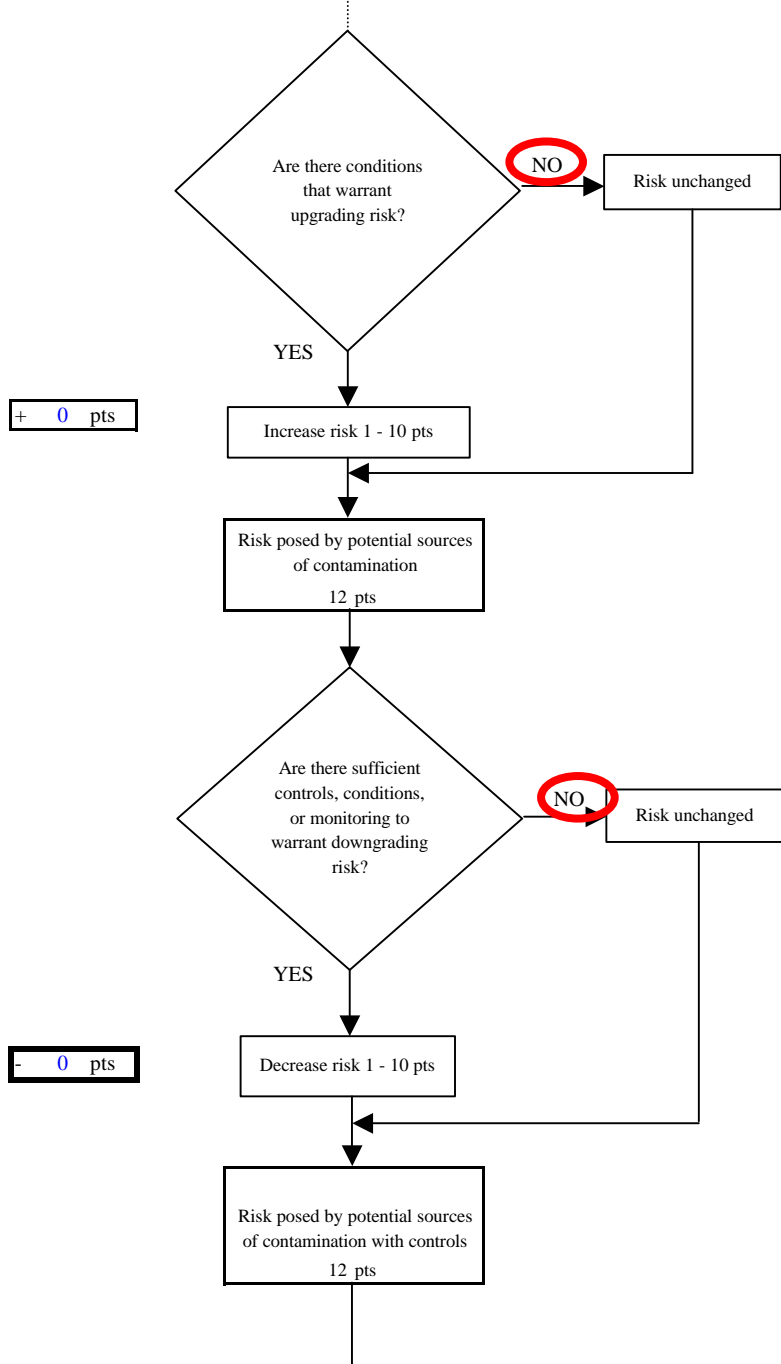 Are there conditions
that warrant
upgrading risk?
NO
Risk unchanged
YES
+ 0 pts
Increase risk 1 - 10 pts
Risk posed by potential sources
of contamination
12 pts
Are there sufficient
controls, conditions,
or monitoring to
warrant downgrading
risk?
NO
Risk unchanged
YES
- 0 pts
Decrease risk 1 - 10 pts
Risk posed by potential sources
of contamination with controls
12 pts